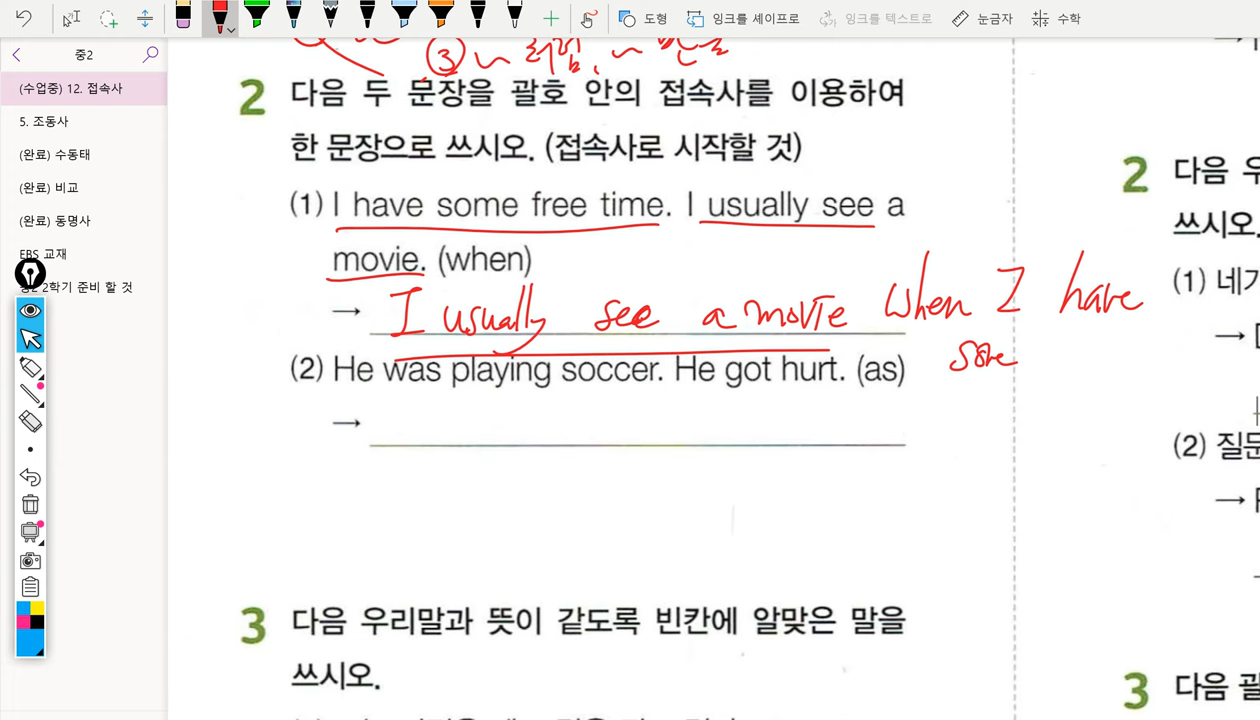 도형
잉크를 셰이프로
잉크를 텍스트로
눈금자
수학
중2
(수업중) 12. 접속사
5. 조동사
(완료) 수동태
(완료) 비교
(완료) 동명사
EBS 교재
2학기 준비 할 것
③ ~
2 다음 두 문장을 괄호 안의 접속사를 이용하여
한 문장으로 쓰시오. (접속사로 시작할 것)
(1) I have some free time. I usually see a
movie. (when)
→ I usually see a movie when I have
some
(2) He was playing soccer. He got hurt. (as)
→
3 다음 우리말과 뜻이 같도록 빈칸에 알맞은 말을
쓰시오.
2 다음
쓰시오.
(1) 네가
→
(2) 질문
→
3 다음